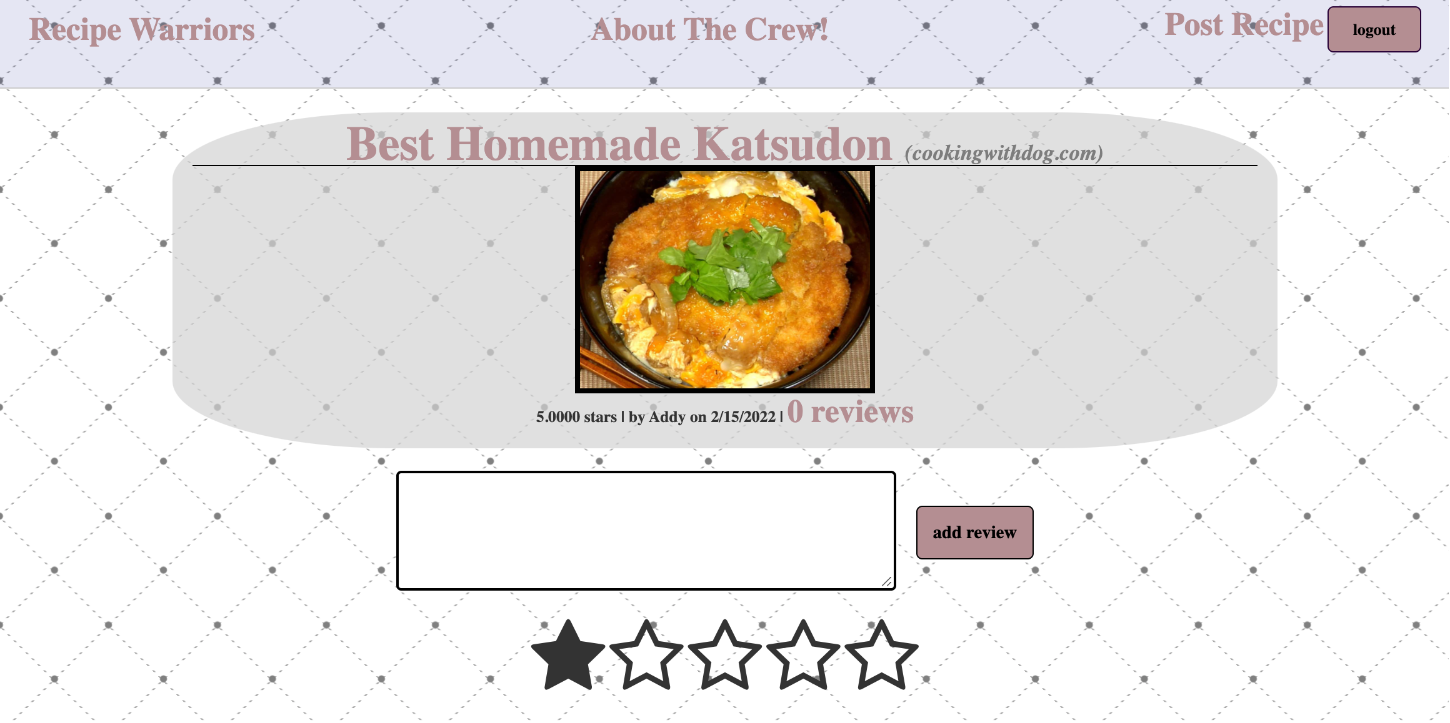 Recipe Warriors About The Crew! Post Recipe logout
Best Homemade Katsudon (cookingwithdog.com)
5.0000 stars | by Addy on 2/15/2022 | 0 reviews
add review